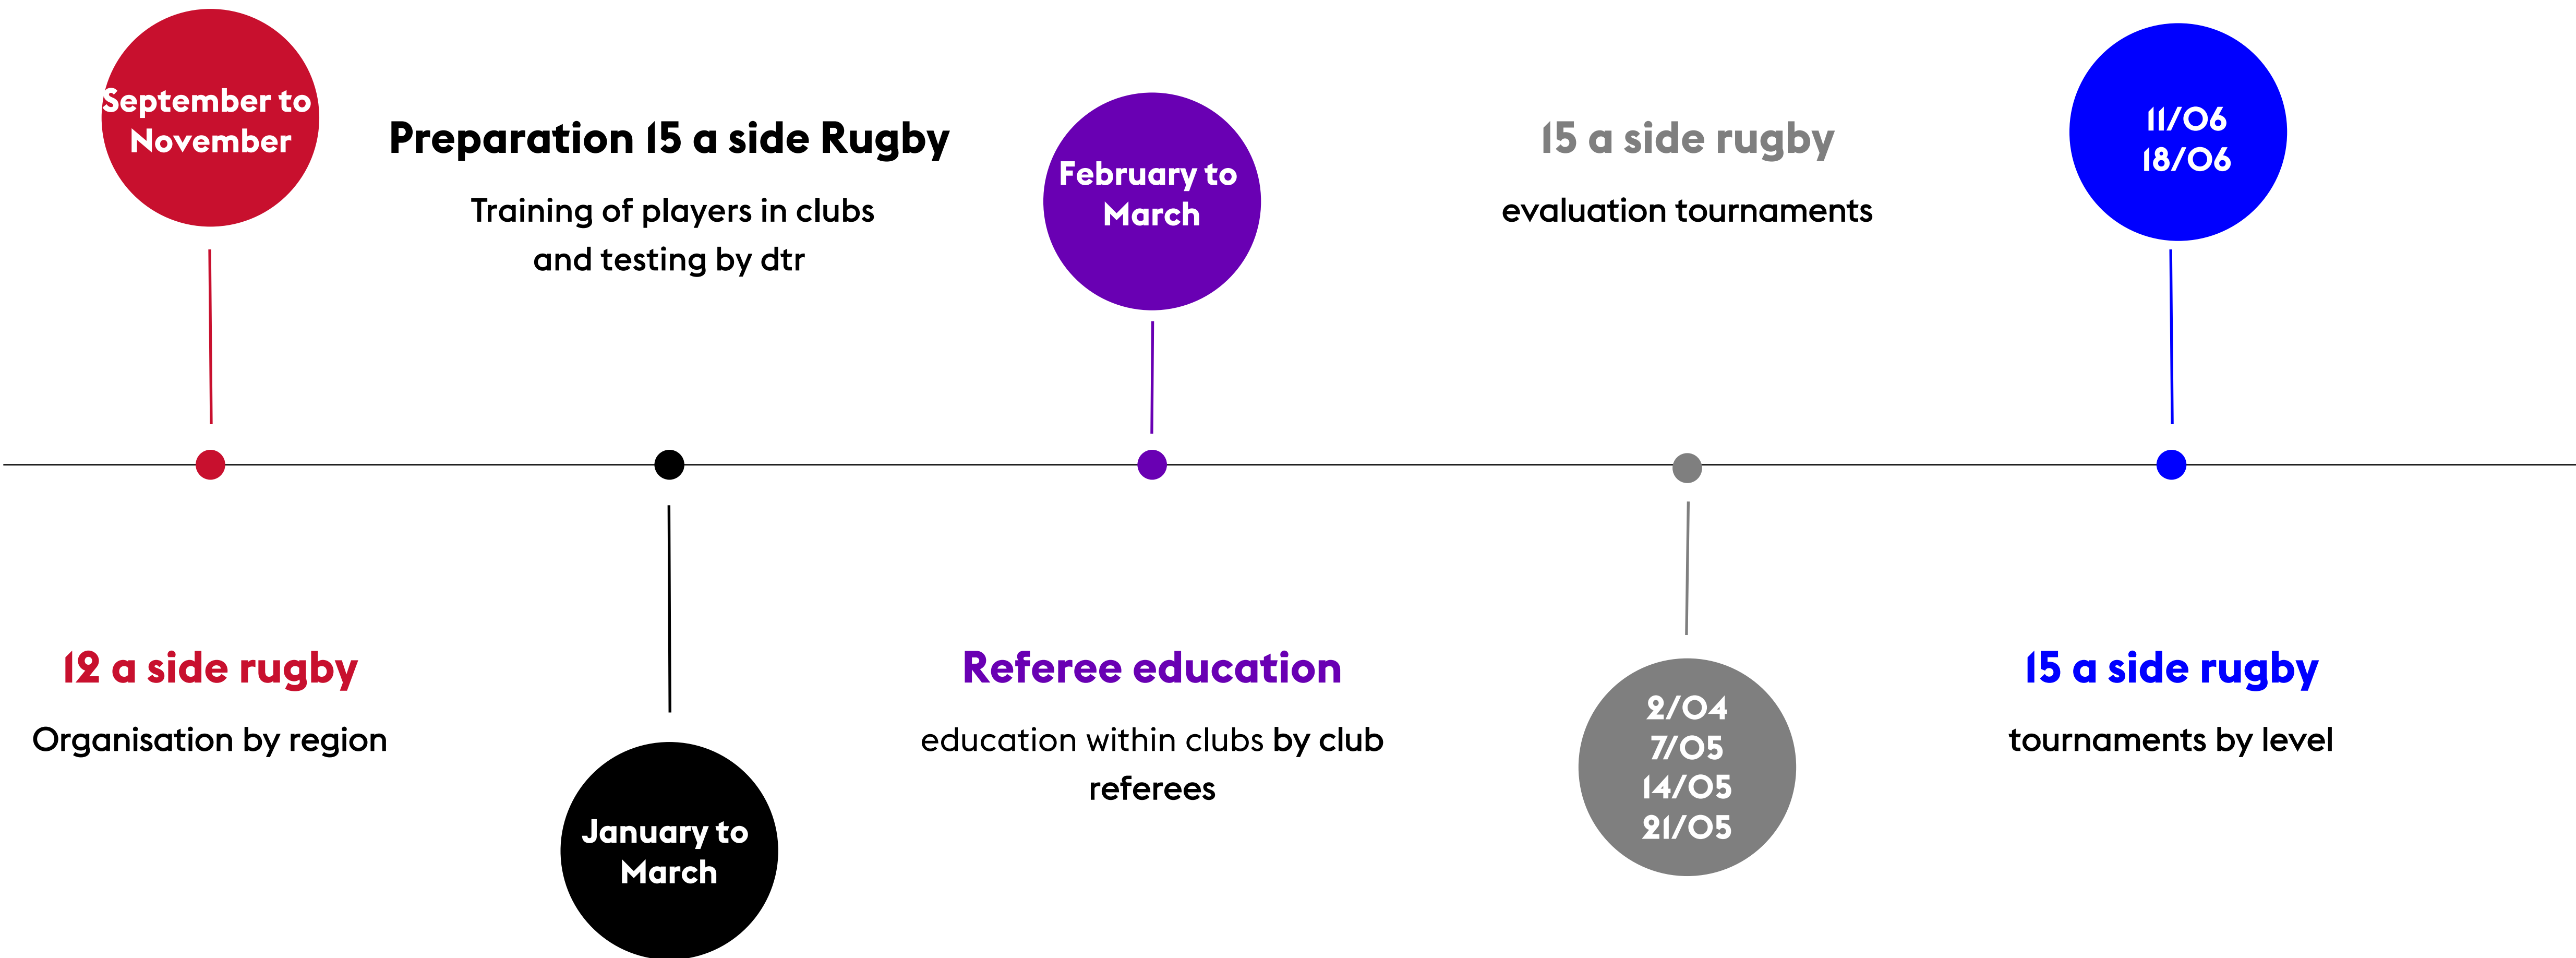 September to
November
12 a side rugby
Organisation by region
Preparation 15 a side Rugby
Training of players in clubs
and testing by dtr
January to
March
February to
March
Referee education
education within clubs by club
referees
15 a side rugby
evaluation tournaments
2/04
7/05
14/05
21/05
11/06
18/06
15 a side rugby
tournaments by level